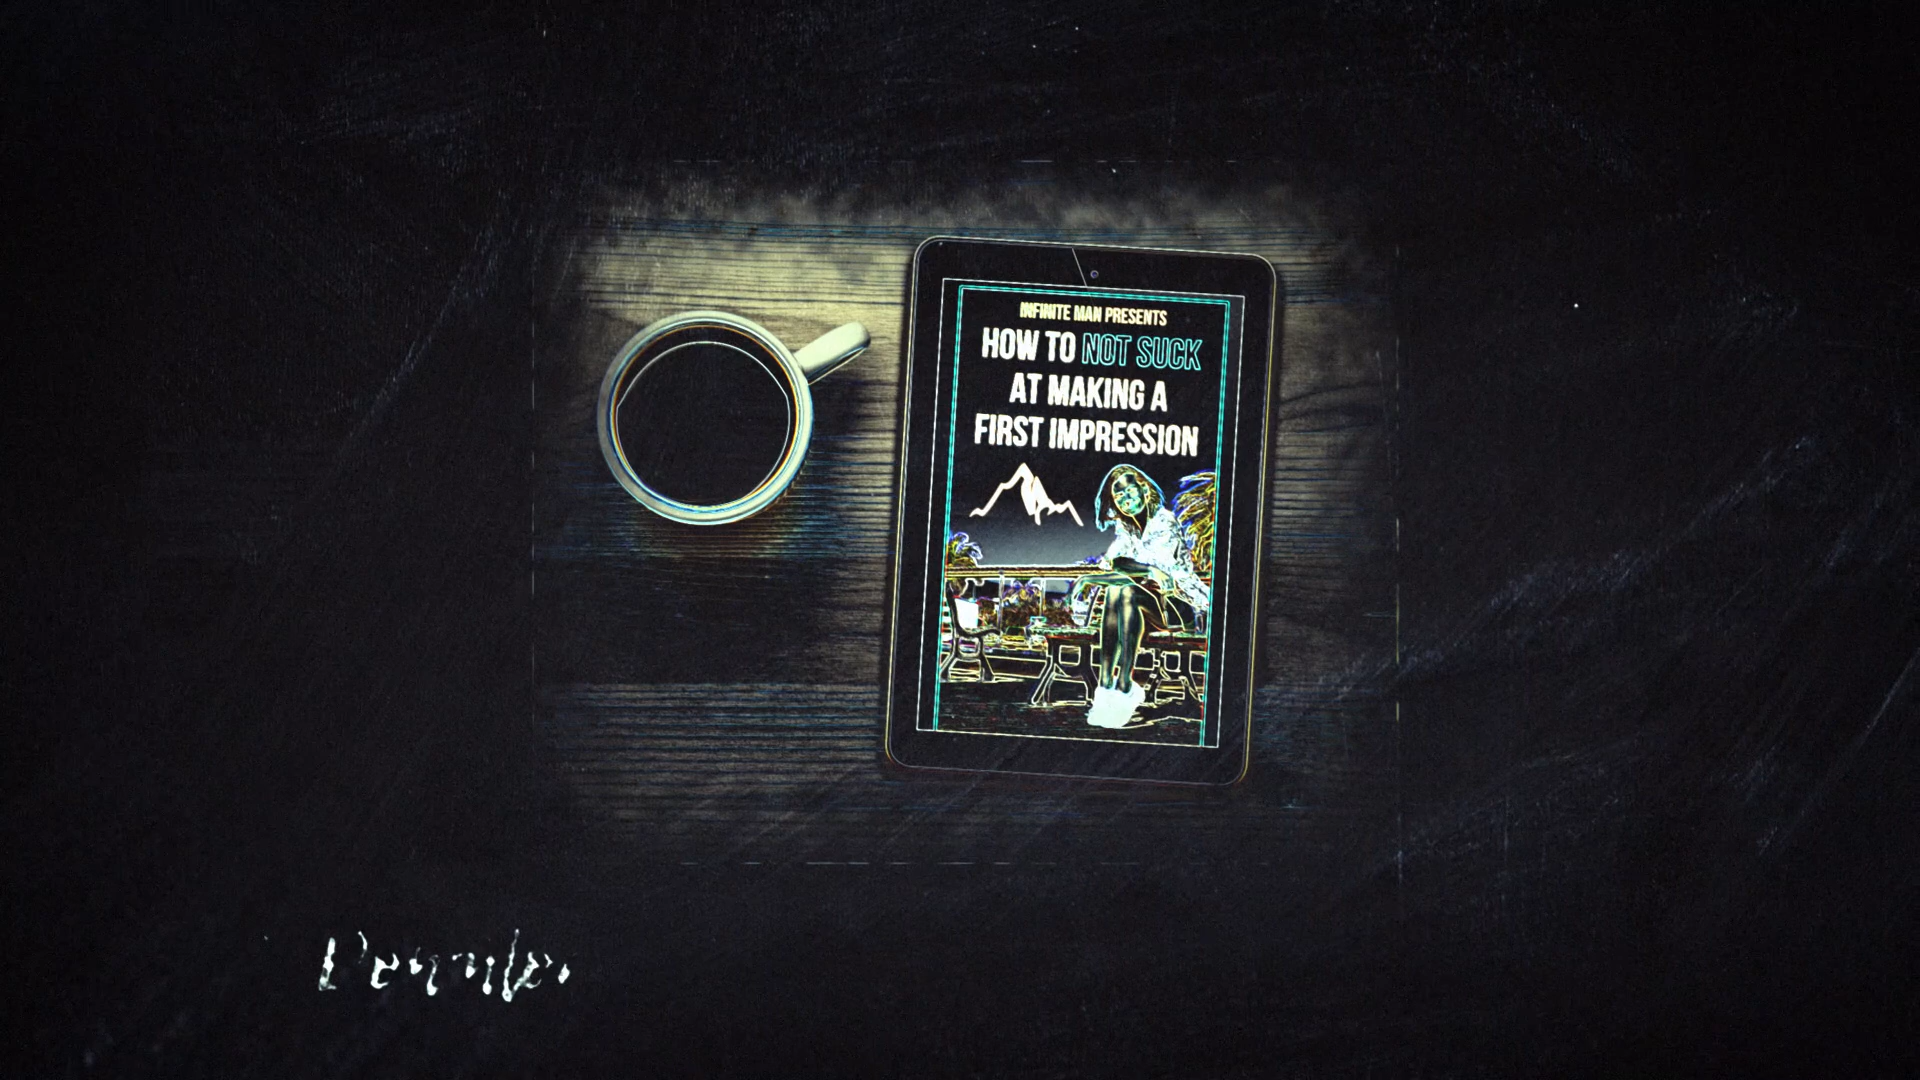 INFINITE MAN PRESENTS
HOW TO NOT SUCK
AT MAKING A
FIRST IMPRESSION